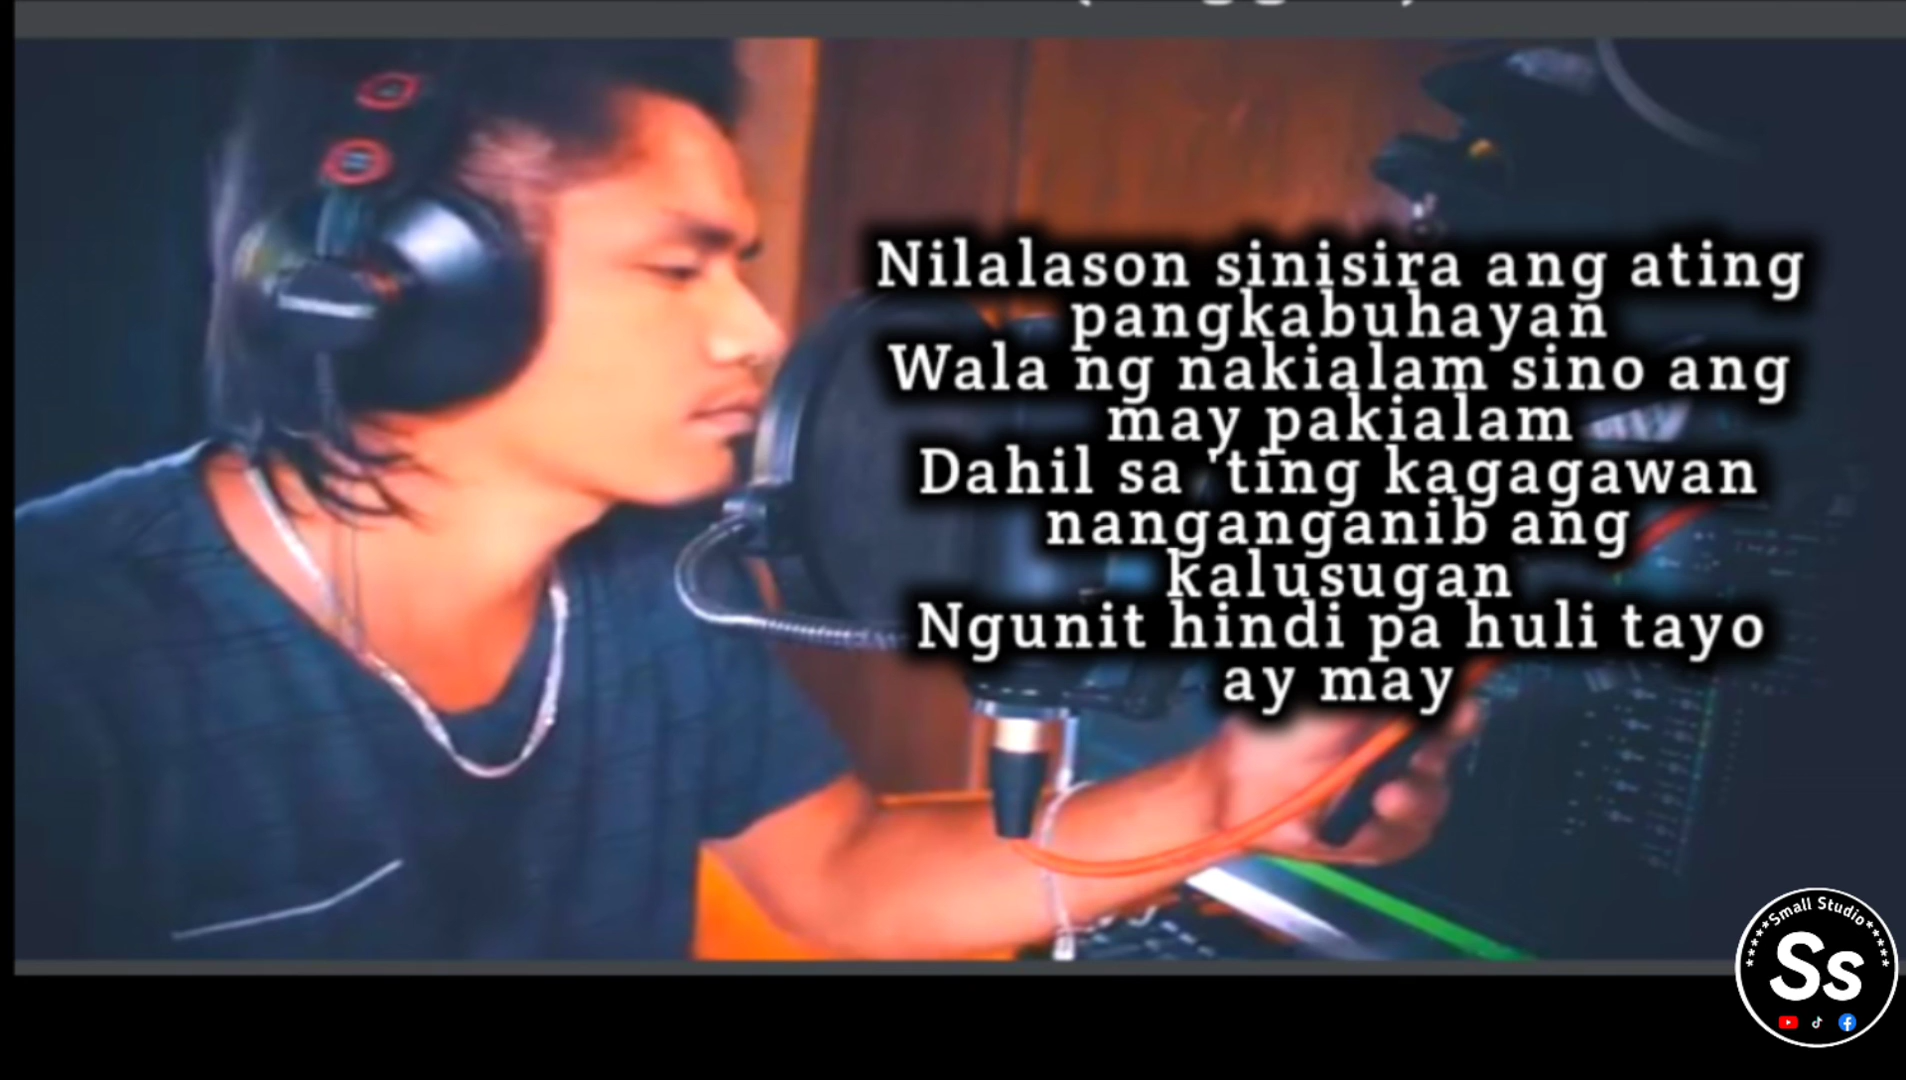 Nilalason sinisira ang ating
pangkabuhayan
Wala ng nakialam sino ang
may pakialam
Dahil sa 'ting kagagawan
nanganganib ang
kalusugan
Ngunit hindi pa huli tayo
ay may
*****Small Studio*****
Ss